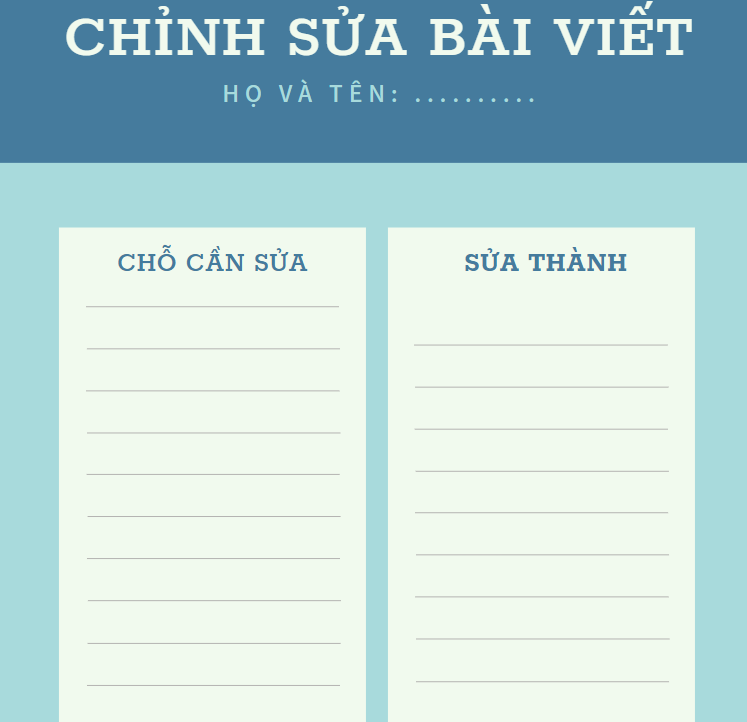 CHỈNH SỬA BÀI VIẾT
HỌ VÀ TÊN: ..........
CHỖ CẦN SỬA
SỬA THÀNH